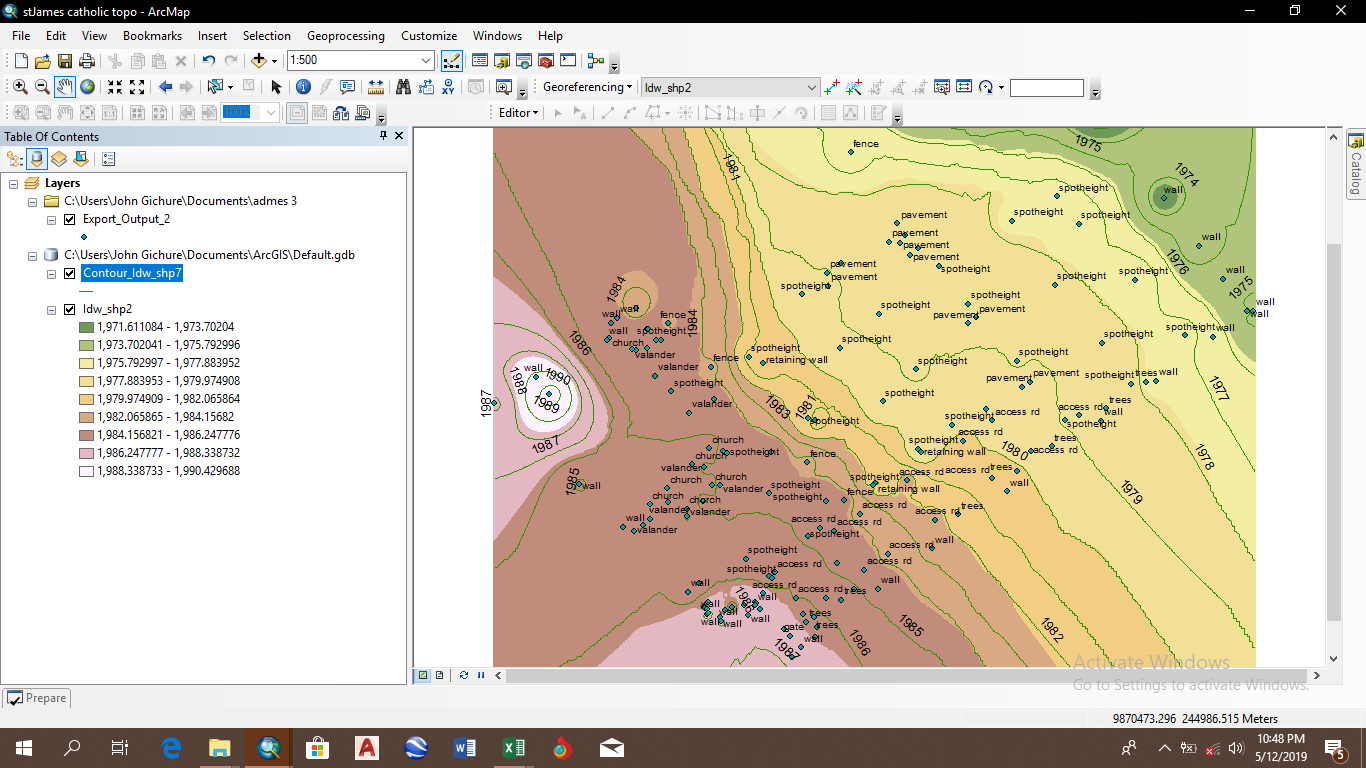 stJames catholic topo - ArcMap
File Edit View Bookmarks Insert Selection Geoprocessing Customize Windows Help
1:500
Georeferencing ldw_shp2
100%
Editor
Table Of Contents
Layers
C:\Users\John Gichure\Documents\admes 3
Export_Output_2
C:\Users\John Gichure\Documents\ArcGIS\Default.gdb
Contour_Idw_shp7
Idw_shp2
1,971.611084 - 1,973.70204
1,973.702041 - 1,975.792996
1,975.792997 - 1,977.883952
1,977.883953 - 1,979.974908
1,979.974909 - 1,982.065864
1,982.065865 - 1,984.15682
1,984.156821 - 1,986.247776
1,986.247777 - 1,988.338732
1,988.338733 - 1,990.429688
Prepare
Catalog
1981
fence
1975
1974
wall
spotheight
pavement
spotheight
spotheight
pavement
pavement
wall
pavement
spotheight
1976
pavement
pavement
spotheight
spotheight
spotheight
wall
1975
1984
spotheight
wall
wall
wall
fence
1984
spotheight
pavement
pavement
wall
wall
spotheight
spotheight
spotheight
wall
church
valander
1986
fence
spotheight
retaining wall
spotheight
spotheight
wall
1990
1988
1989
valander
spotheight
pavement
pavement
spotheight
trees
wall
1977
1987
valander
1983
1981
spotheight
spotheight
trees
access rd
access rd
wall
spotheight
spotheight
access rd
1987
church
church
spotheight
fence
spotheight
retaining wall
1980
trees
access rd
1978
valander
church
church
valander
spotheight
spotheight
spotheight
retaining wall
access rd
access rd
trees
wall
1979
1985
wall
church
church
valander
valander
fence
access rd
access rd
trees
wall
valander
access rd
access rd
spotheight
access rd
wall
spotheight
spotheight
access rd
access rd
wall
wall
access rd
access rd
trees
1986
wall
wall
wall
wall
wall
wall
trees
gate
trees
wall
1987
1986
1985
1982
Activate Windows
Go to Settings to activate Windows.
9870473.296 244986.515 Meters
10:48 PM
5/12/2019
5